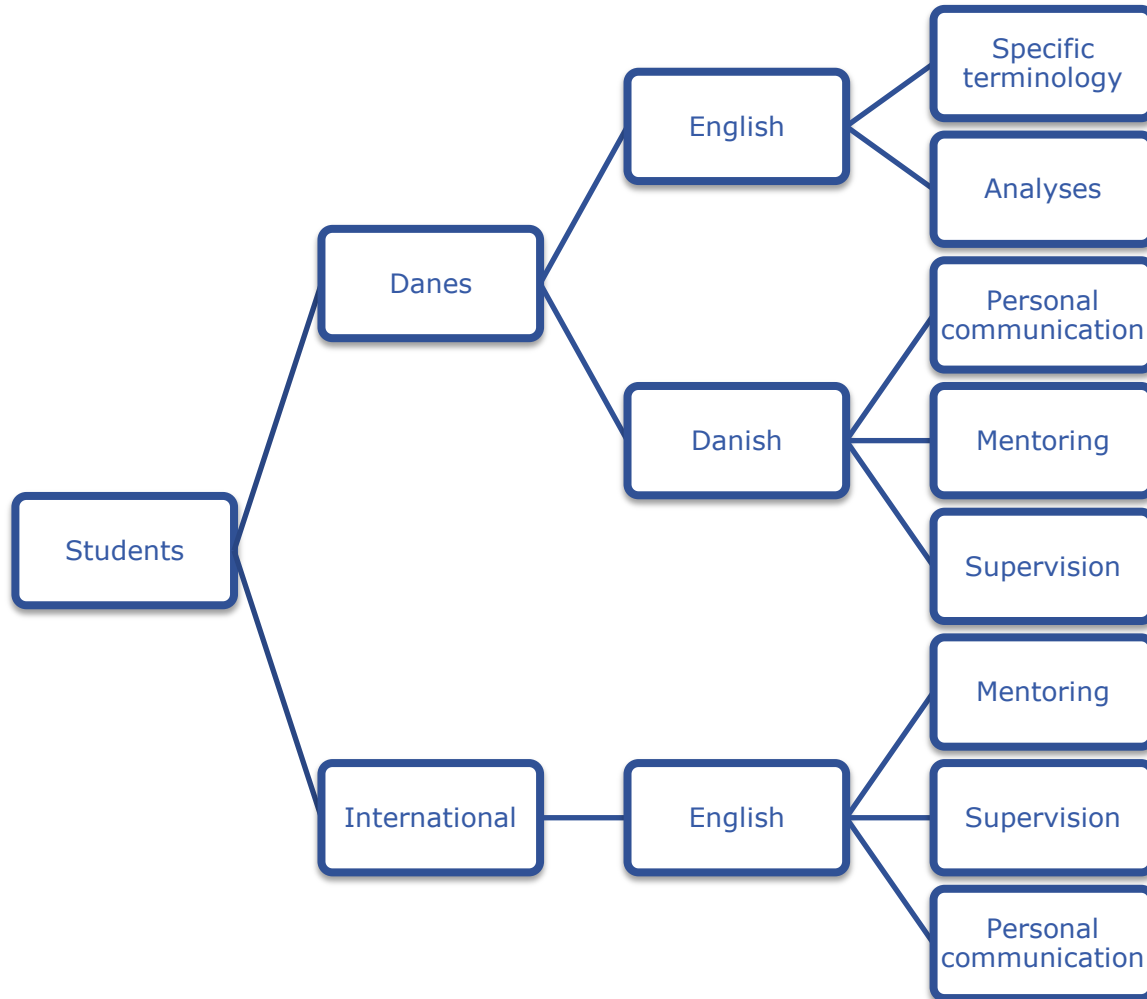 Students
Danes
International
English
Danish
English
Specific
terminology
Analyses
Personal
communication
Mentoring
Supervision
Mentoring
Supervision
Personal
communication